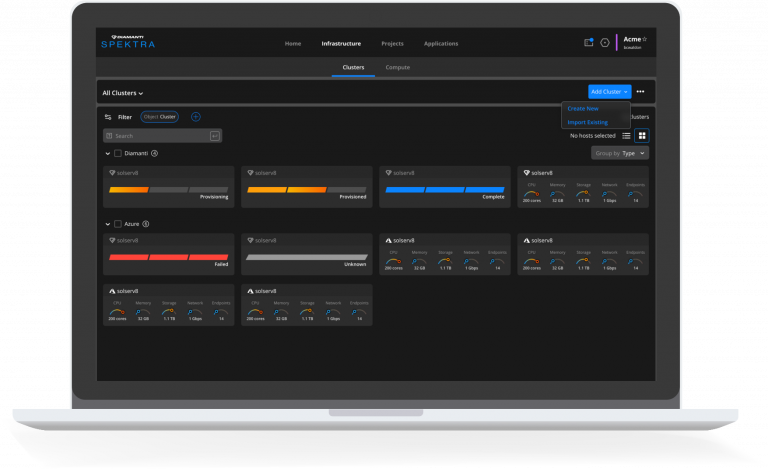 DIAMANTI
SPEKTRA
Home Infrastructure Projects Applications
Acme
Clusters Compute
All Clusters
Add Cluster
Create New
Import Existing
Filter Object Cluster
Search
No hosts selected
Diamanti
Group by Type
solserv8
Provisioning
solserv8
Provisioned
solserv8
Complete
solserv8
CPU Memory Storage Network Endpoints
200 cores 32 GB 1.1 TB 1 Gbps 14
Azure
solserv8
Failed
solserv8
Unknown
solserv8
CPU Memory Storage Network Endpoints
200 cores 32 GB 1.1 TB 1 Gbps 14
solserv8
CPU Memory Storage Network Endpoints
200 cores 32 GB 1.1 TB 1 Gbps 14
solserv8
CPU Memory Storage Network Endpoints
200 cores 32 GB 1.1 TB 1 Gbps 14
solserv8
CPU Memory Storage Network Endpoints
200 cores 32 GB 1.1 TB 1 Gbps 14